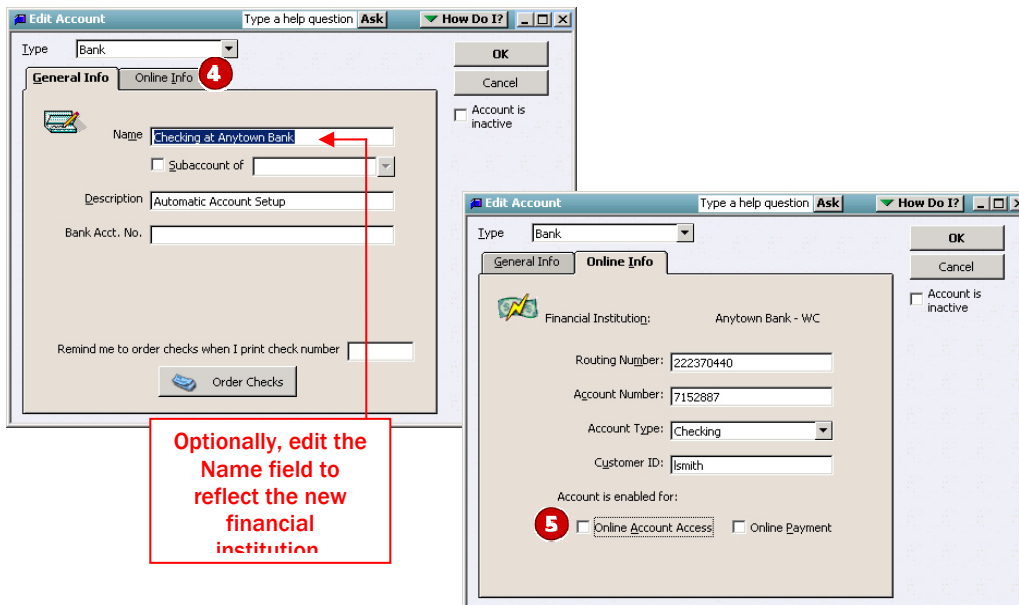 Edit Account Type a help question Ask How Do I?
Type Bank OK
General Info Online Info 4 Cancel
Account is
inactive
Name Checking at Anytown Bank
Subaccount of
Description Automatic Account Setup
Bank Acct. No.
Remind me to order checks when I print check number
Order Checks
Optionally, edit the
Name field to
reflect the new
financial
institution
Edit Account Type a help question Ask How Do I?
Type Bank OK
General Info Online Info Cancel
Account is
inactive
Financial Institution: Anytown Bank - WC
Routing Number: 222370440
Account Number: 7152887
Account Type: Checking
Customer ID: lsmith
Account is enabled for:
5 Online Account Access Online Payment